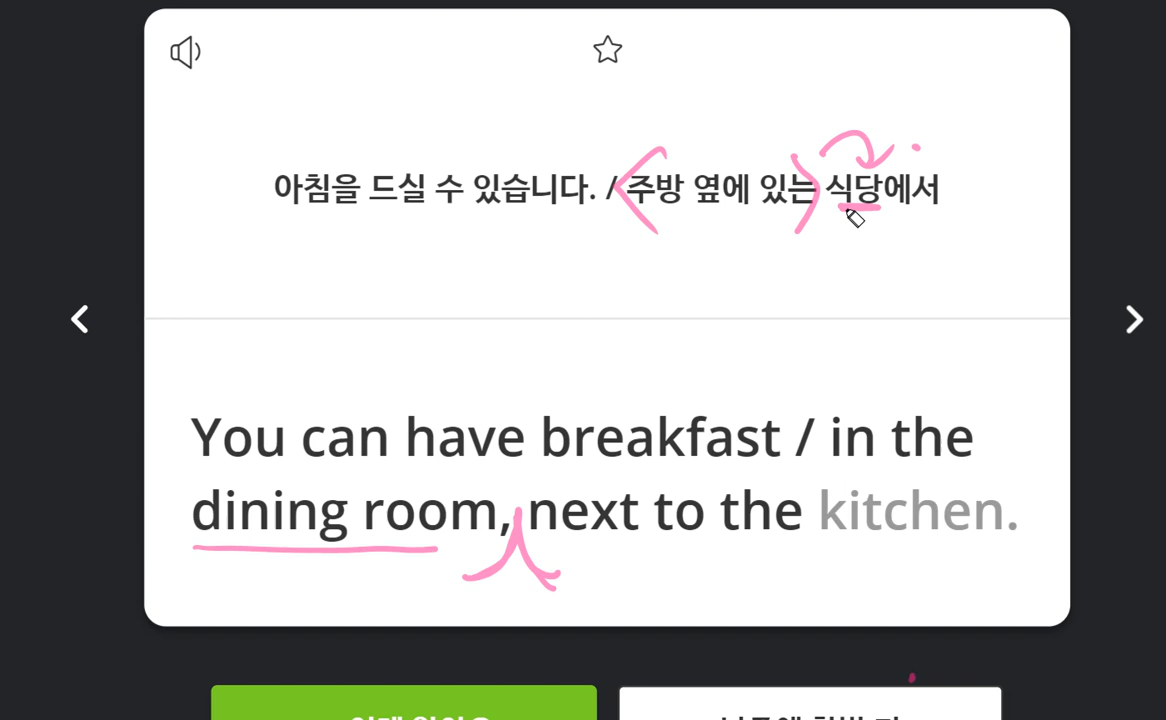 아침을 드실 수 있습니다. / 주방 옆에 있는 식당에서
You can have breakfast / in the
dining room, next to the kitchen.